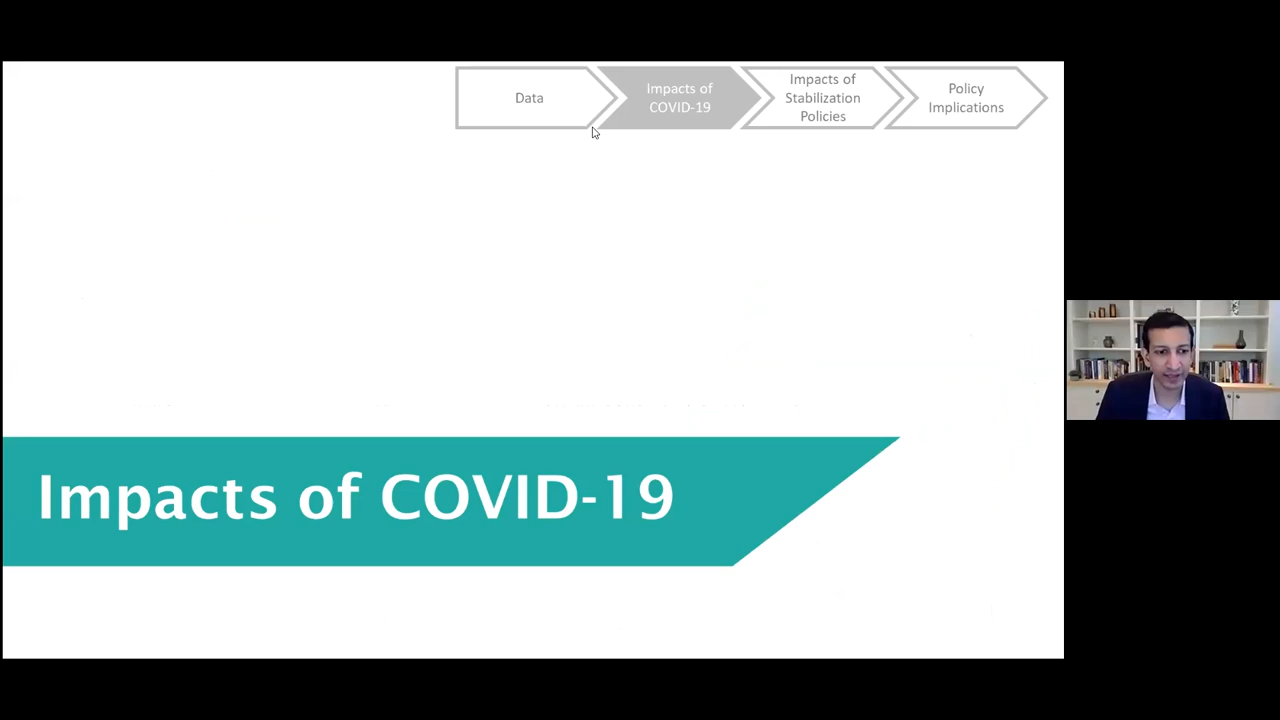 Data
Impacts of
COVID-19
Impacts of
Stabilization
Policies
Policy
Implications
Impacts of COVID-19